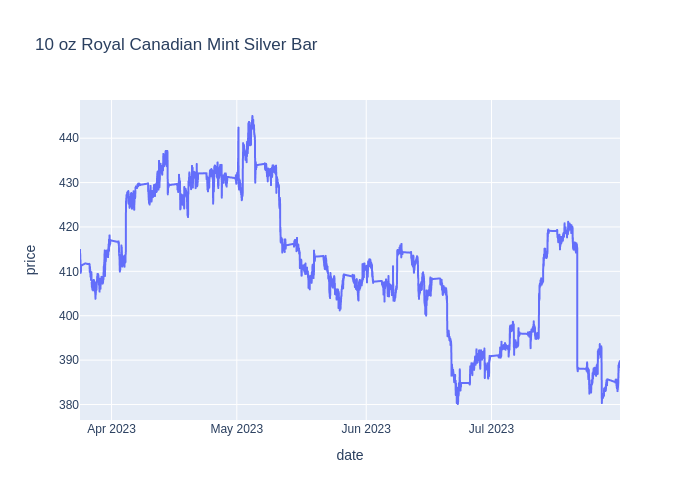 10 oz Royal Canadian Mint Silver Bar
440
430
420
410
400
390
380
price
Apr 2023
May 2023
Jun 2023
Jul 2023
date